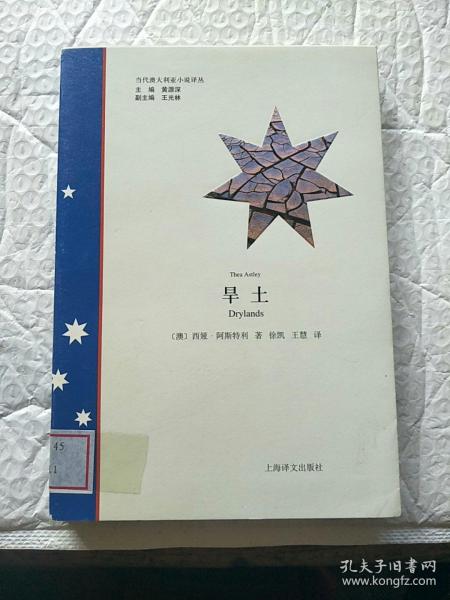 当代澳大利亚小说译丛
主 编 黄源深
副主编 王光林
Thea Astley
旱土
Drylands
〔澳〕西娅·阿斯特利 著 徐凯 王慧 译
45
1
上海译文出版社
孔夫子旧书网
www.kongfz.com